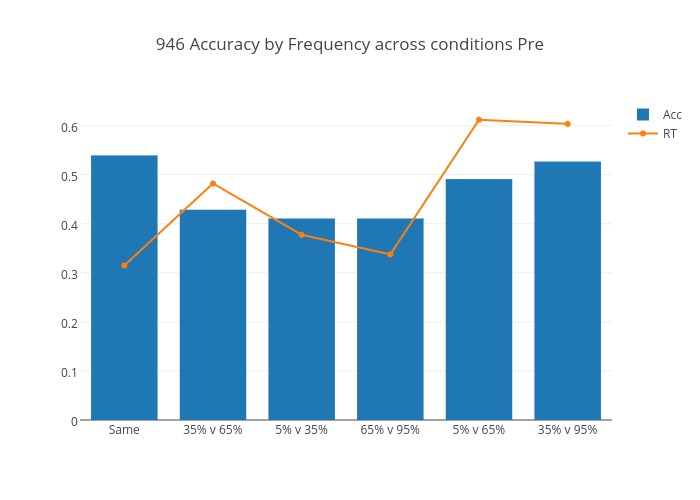 946 Accuracy by Frequency across conditions Pre
Acc
RT
0.6
0.5
0.4
0.3
0.2
0.1
0
Same
35% v 65%
5% v 35%
65% v 95%
5% v 65%
35% v 95%